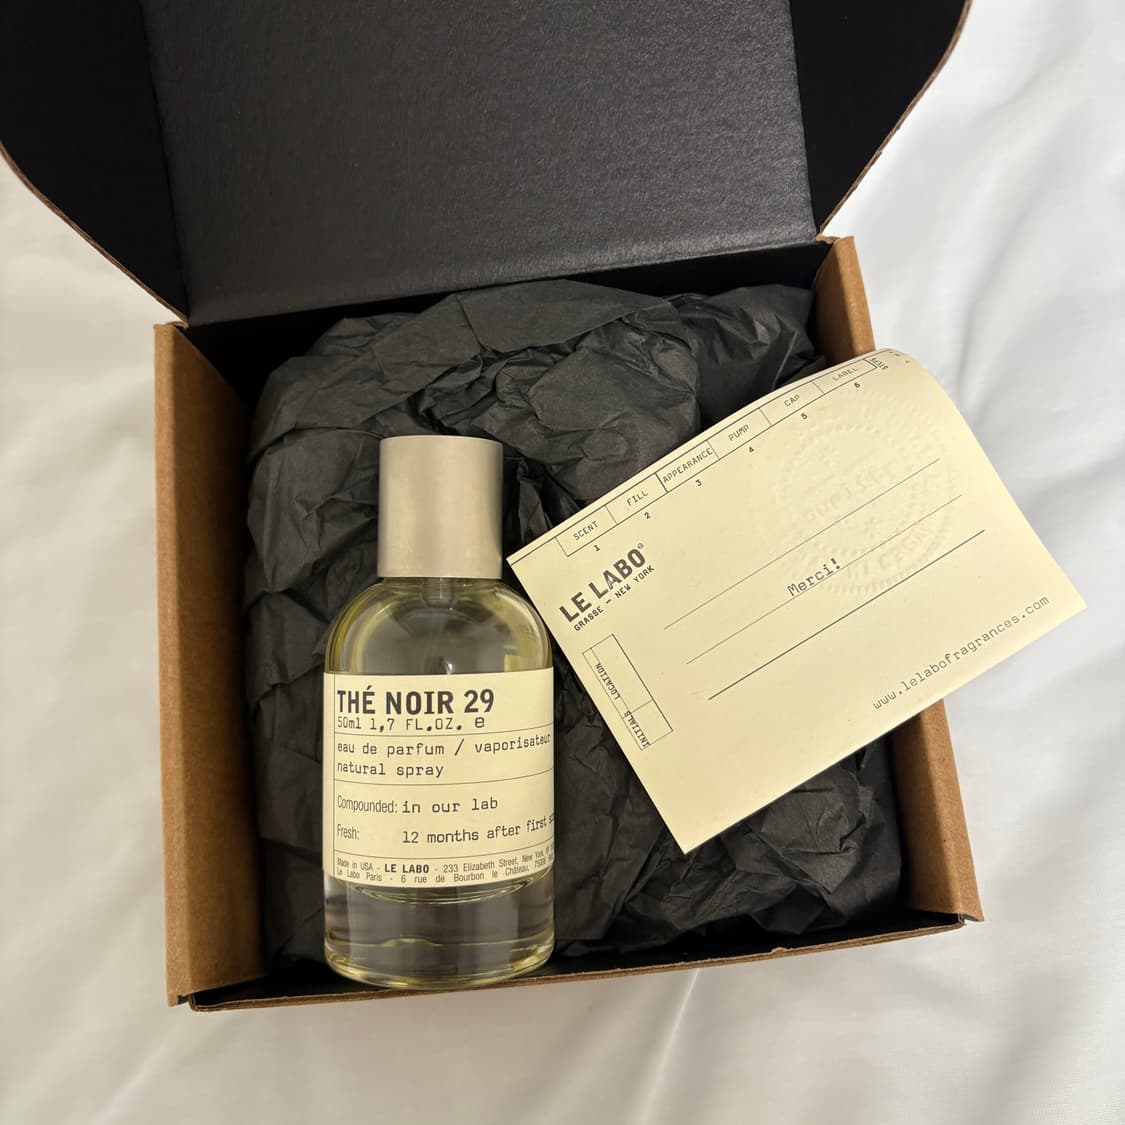 THÉ NOIR 29
50ml 1,7 FL.OZ. e
eau de parfum / vaporisateur
natural spray
Compounded: in our lab
Fresh: 12 months after first
Made in USA - LE LABO - 233 Elizabeth Street, New York,
Le Labo Paris - 6 rue de Bourbon le Château, 75006
SCENT FILL APPEARANCE PUMP CAP LABEL
1 2 3 4 5 6
LE LABO®
GRASSE - NEW YORK
Merci!
LOCATION
INITIALS
www.lelabofragrances.com